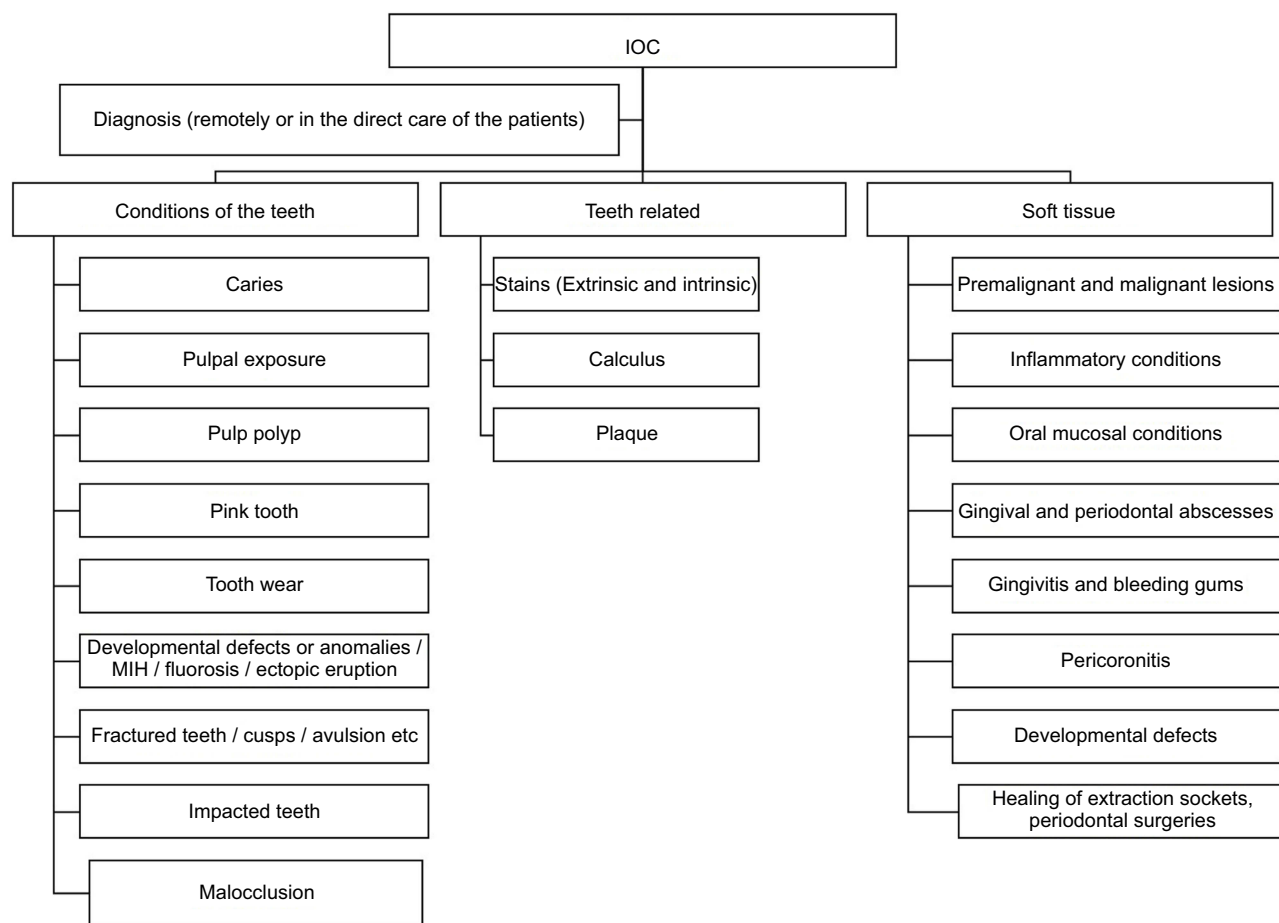 IOC
Diagnosis (remotely or in the direct care of the patients)
Conditions of the teeth
Caries
Pulpal exposure
Pulp polyp
Pink tooth
Tooth wear
Developmental defects or anomalies /
MIH / fluorosis / ectopic eruption
Fractured teeth / cusps / avulsion etc
Impacted teeth
Malocclusion
Teeth related
Stains (Extrinsic and intrinsic)
Calculus
Plaque
Soft tissue
Premalignant and malignant lesions
Inflammatory conditions
Oral mucosal conditions
Gingival and periodontal abscesses
Gingivitis and bleeding gums
Pericoronitis
Developmental defects
Healing of extraction sockets,
periodontal surgeries